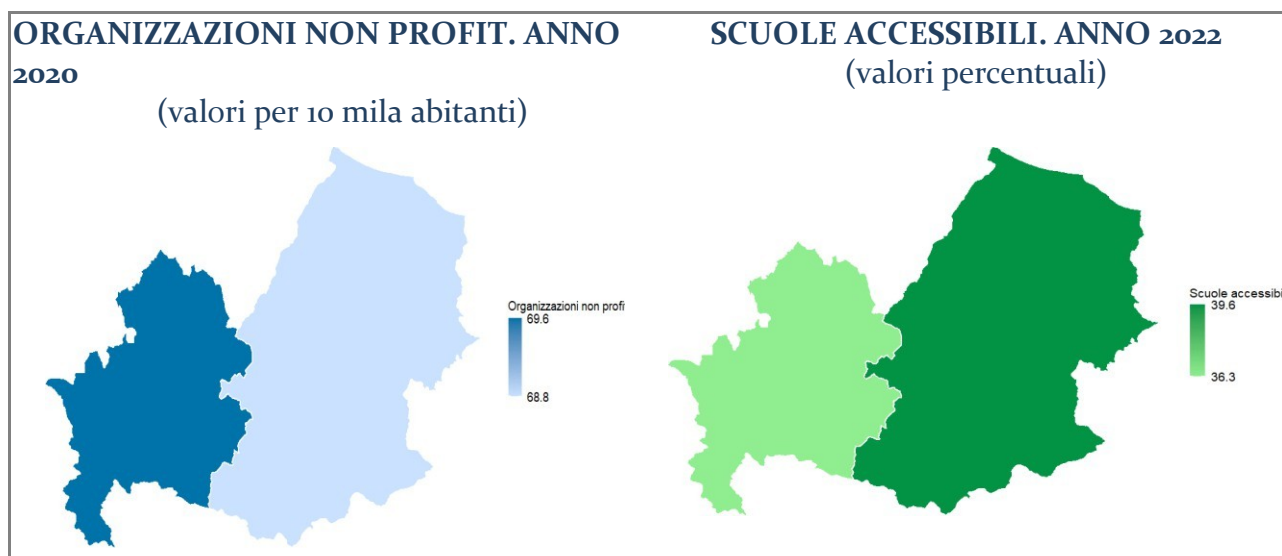 ORGANIZZAZIONI NON PROFIT. ANNO
2020
(valori per 10 mila abitanti)
Organizzazioni non profi
69.6
68.8
SCUOLE ACCESSIBILI. ANNO 2022
(valori percentuali)
Scuole accessibi
39.6
36.3